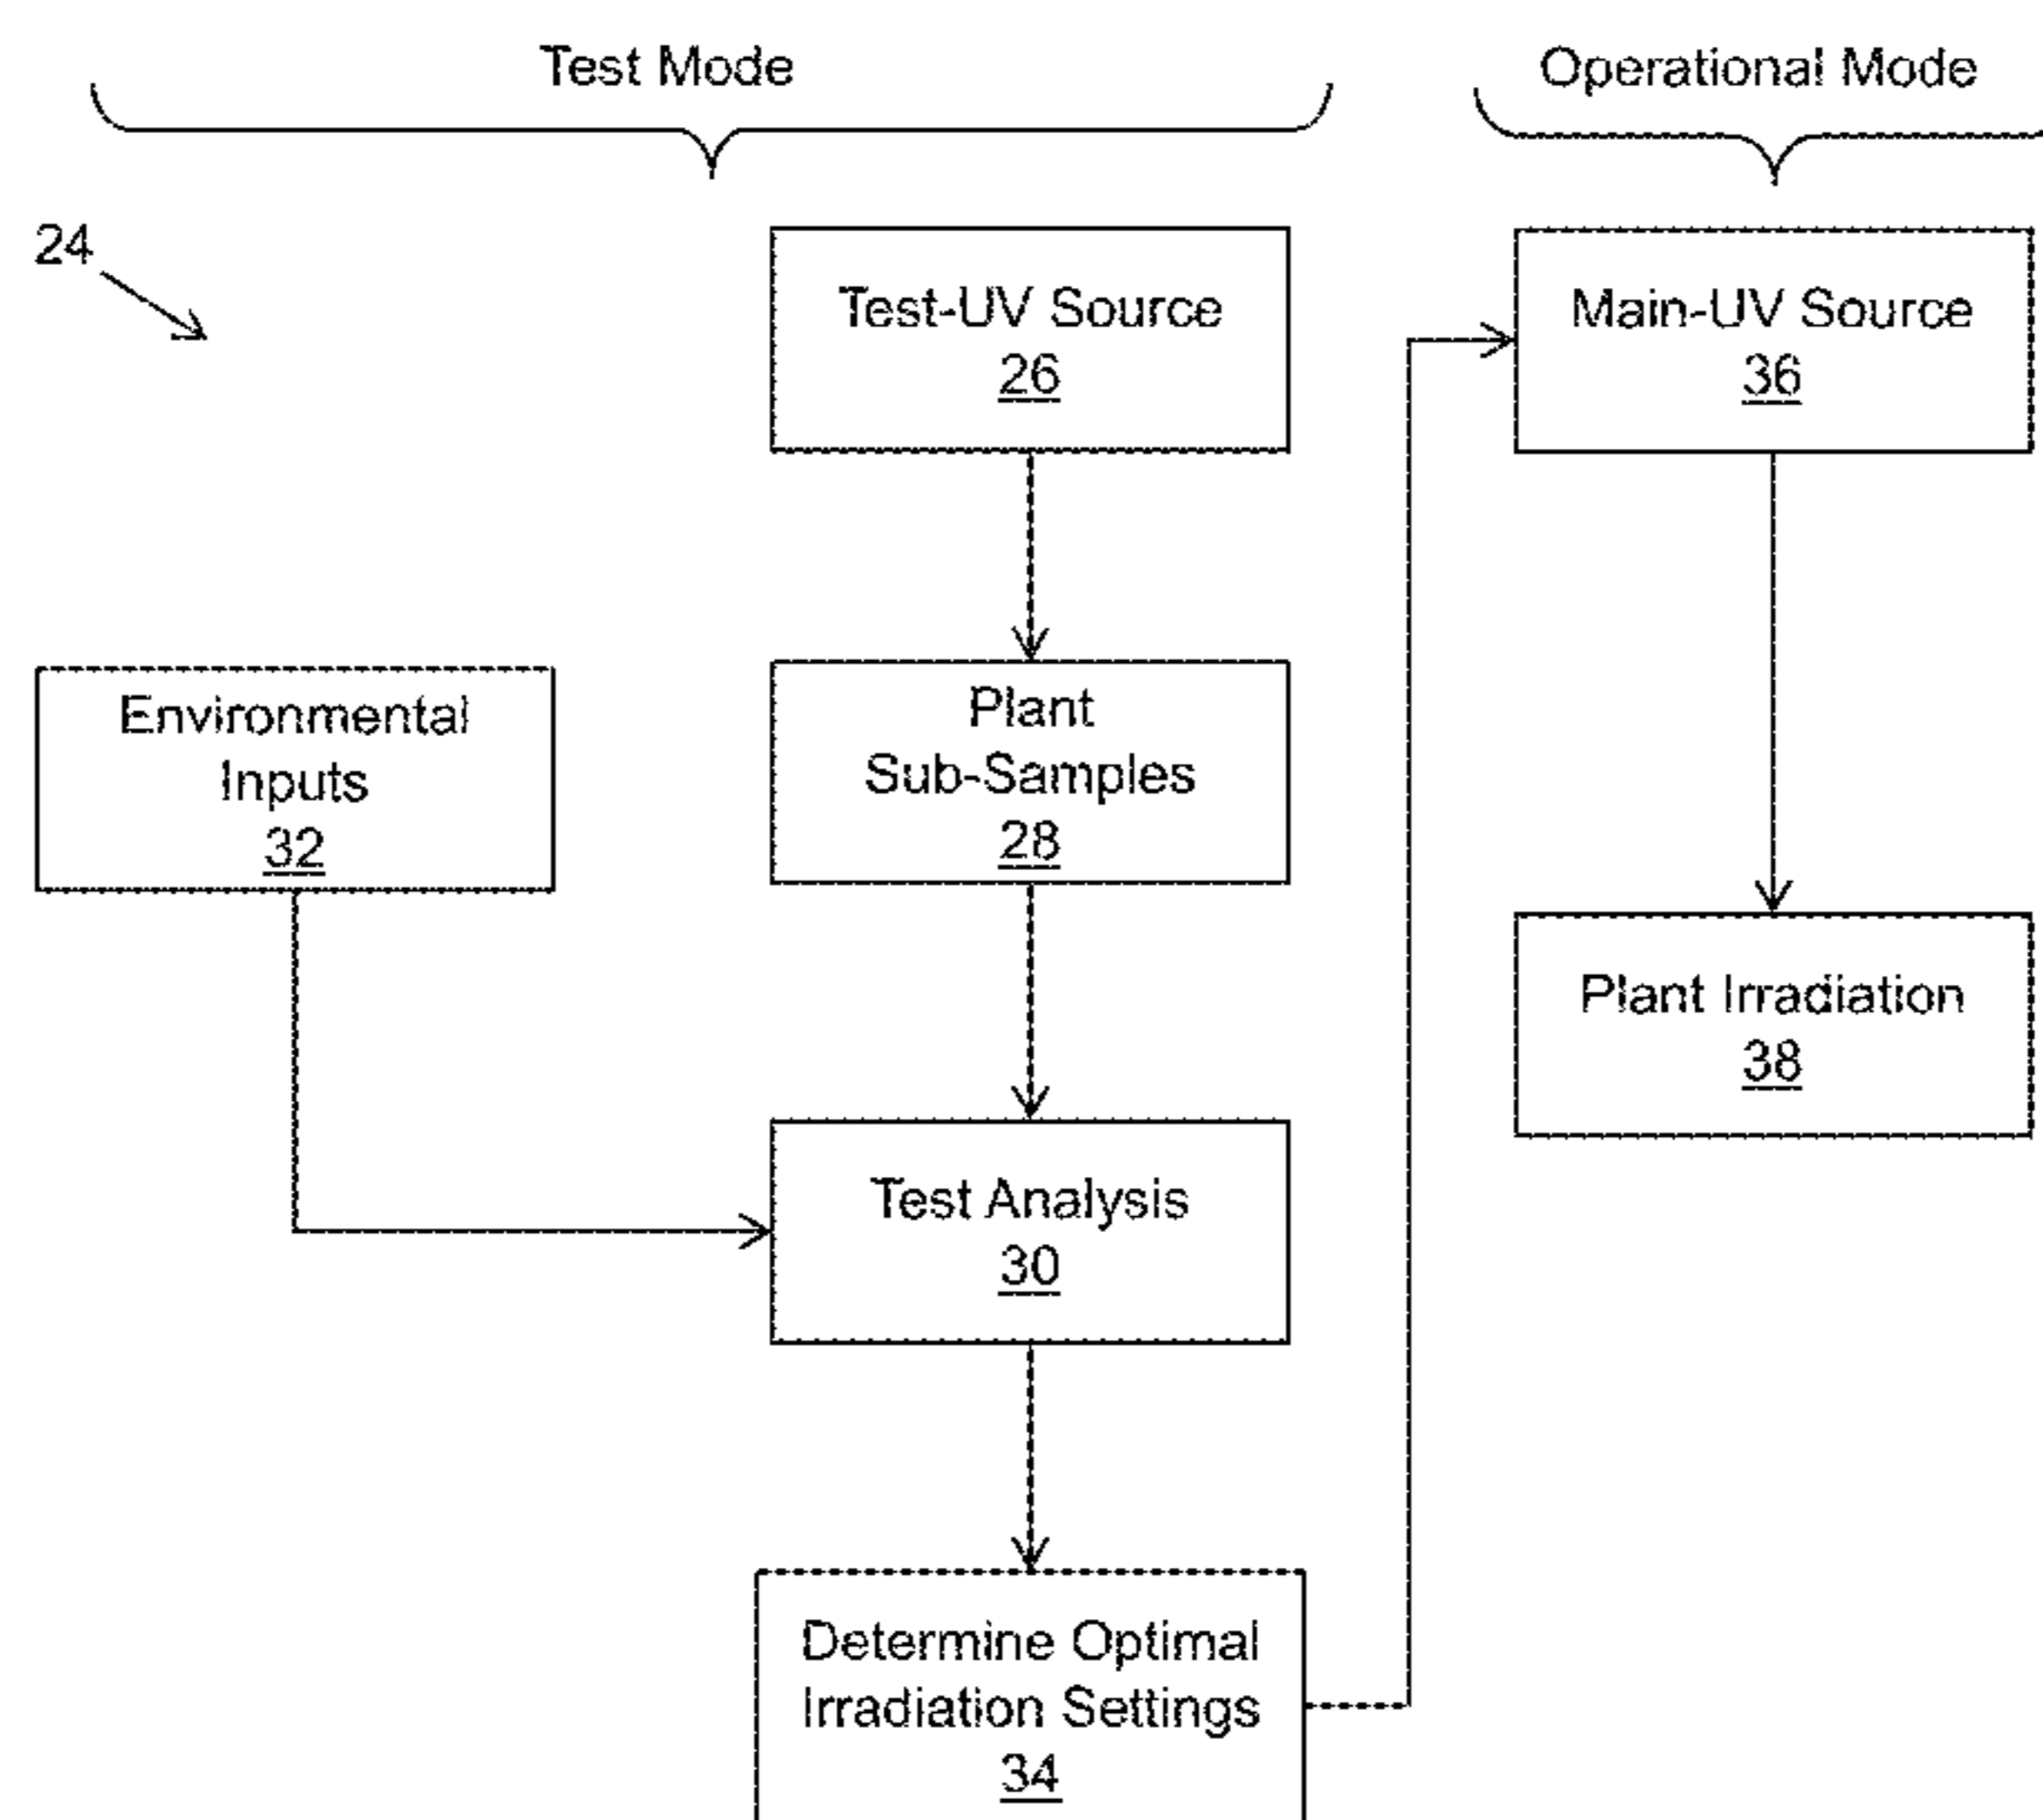 Test Mode
Operational Mode
24
Test-UV Source
26
Main-UV Source
36
Environmental
Inputs
32
Plant
Sub-Samples
28
Plant Irradiation
38
Test Analysis
30
Determine Optimal
Irradiation Settings
34